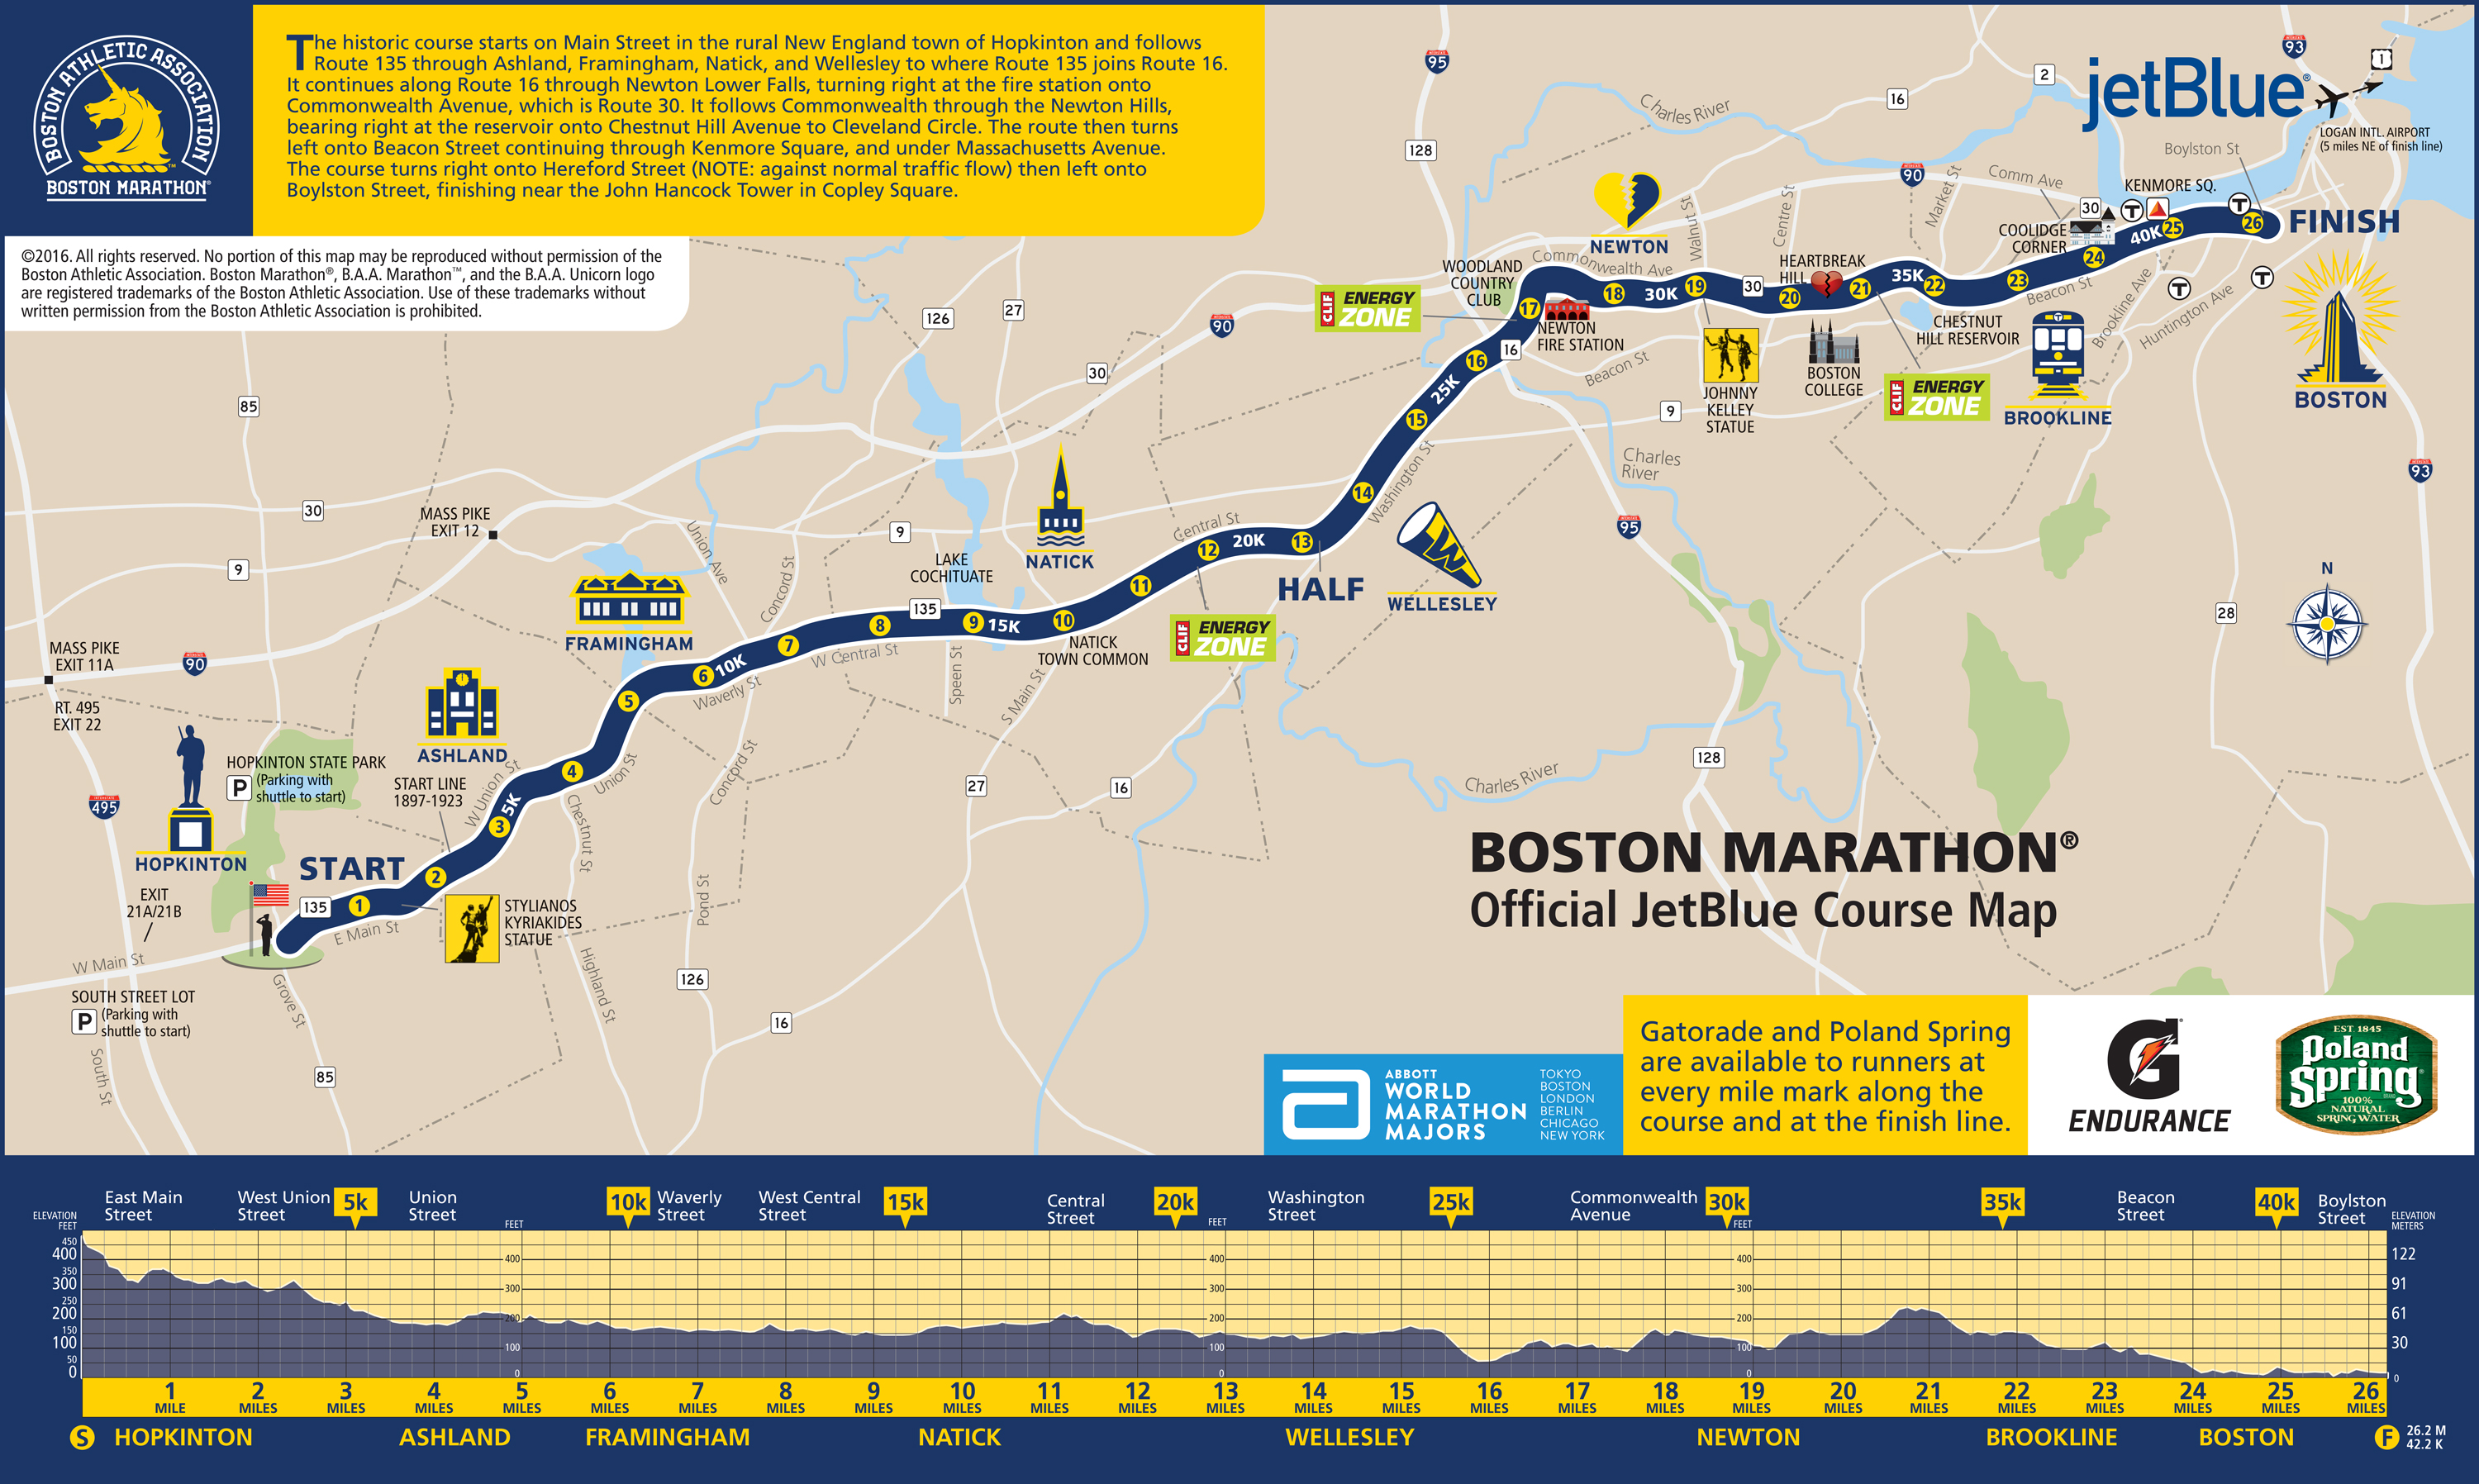 BOSTON ATHLETIC ASSOCIATION
™
BOSTON MARATHON®
The historic course starts on Main Street in the rural New England town of Hopkinton and follows
Route 135 through Ashland, Framingham, Natick, and Wellesley to where Route 135 joins Route 16.
It continues along Route 16 through Newton Lower Falls, turning right at the fire station onto
Commonwealth Avenue, which is Route 30. It follows Commonwealth through the Newton Hills,
bearing right at the reservoir onto Chestnut Hill Avenue to Cleveland Circle. The route then turns
left onto Beacon Street continuing through Kenmore Square, and under Massachusetts Avenue.
The course turns right onto Hereford Street (NOTE: against normal traffic flow) then left onto
Boylston Street, finishing near the John Hancock Tower in Copley Square.
©2016. All rights reserved. No portion of this map may be reproduced without permission of the
Boston Athletic Association. Boston Marathon®, B.A.A. Marathon™, and the B.A.A. Unicorn logo
are registered trademarks of the Boston Athletic Association. Use of these trademarks without
written permission from the Boston Athletic Association is prohibited.
95
128
Charles River
16
2
93
1
jetBlue®
LOGAN INTL. AIRPORT
(5 miles NE of finish line)
Boylston St
90
Market St
Comm Ave
KENMORE SQ.
30
T
T
COOLIDGE
CORNER
40K
25
26
FINISH
24
23
Beacon St
Brookline Ave
T
T
Huntington Ave
BOSTON
NEWTON
Walnut St
Centre St
Commonwealth Ave
WOODLAND
COUNTRY
CLUB
CLIF
ENERGY
ZONE
17
18
30K
19
30
HEARTBREAK
HILL
20
21
35K
22
NEWTON
FIRE STATION
16
16
25K
15
Beacon St
9
JOHNNY
KELLEY
STATUE
BOSTON
COLLEGE
CLIF
ENERGY
ZONE
CHESTNUT
HILL RESERVOIR
T
BROOKLINE
93
85
126
27
90
30
30
9
MASS PIKE
EXIT 12
Union Ave
Concord St
9
LAKE
COCHITUATE
NATICK
Central St
12
20K
13
14
Washington St
HALF
W
WELLESLEY
Charles
River
95
N
28
FRAMINGHAM
135
8
9
15K
10
11
NATICK
TOWN COMMON
CLIF
ENERGY
ZONE
MASS PIKE
EXIT 11A
90
RT. 495
EXIT 22
495
7
W Central St
6
10K
Waverly St
5
Speen St
S Main St
ASHLAND
HOPKINTON STATE PARK
P
(Parking with
shuttle to start)
START LINE
1897-1923
W Union St
5K
3
4
Union St
Chestnut St
Concord St
27
16
Charles River
128
HOPKINTON
START
2
EXIT
21A/21B
135
1
E Main St
STYLIANOS
KYRIAKIDES
STATUE
Pond St
W Main St
Grove St
Highland St
126
SOUTH STREET LOT
P
(Parking with
shuttle to start)
South St
85
16
BOSTON MARATHON®
Official JetBlue Course Map
ABBOTT
WORLD
MARATHON
MAJORS
TOKYO
BOSTON
LONDON
BERLIN
CHICAGO
NEW YORK
Gatorade and Poland Spring
are available to runners at
every mile mark along the
course and at the finish line.
G
ENDURANCE
EST. 1845
Poland
Spring®
100%
NATURAL
SPRING WATER
East Main
Street
West Union
Street
5k
Union
Street
10k
Waverly
Street
West Central
Street
15k
Central
Street
20k
Washington
Street
25k
Commonwealth
Avenue
30k
35k
Beacon
Street
40k
Boylston
Street
ELEVATION
FEET
450
400
350
300
250
200
150
100
50
0
FEET
400
300
200
100
0
FEET
400
300
200
100
0
FEET
400
300
200
100
0
ELEVATION
METERS
122
91
61
30
0
1 2 3 4 5 6 7 8 9 10 11 12 13 14 15 16 17 18 19 20 21 22 23 24 25 26
MILE MILES MILES MILES MILES MILES MILES MILES MILES MILES MILES MILES MILES MILES MILES MILES MILES MILES MILES MILES MILES MILES MILES MILES MILES MILES
S HOPKINTON ASHLAND FRAMINGHAM NATICK WELLESLEY NEWTON BROOKLINE BOSTON F
26.2 M
42.2 K